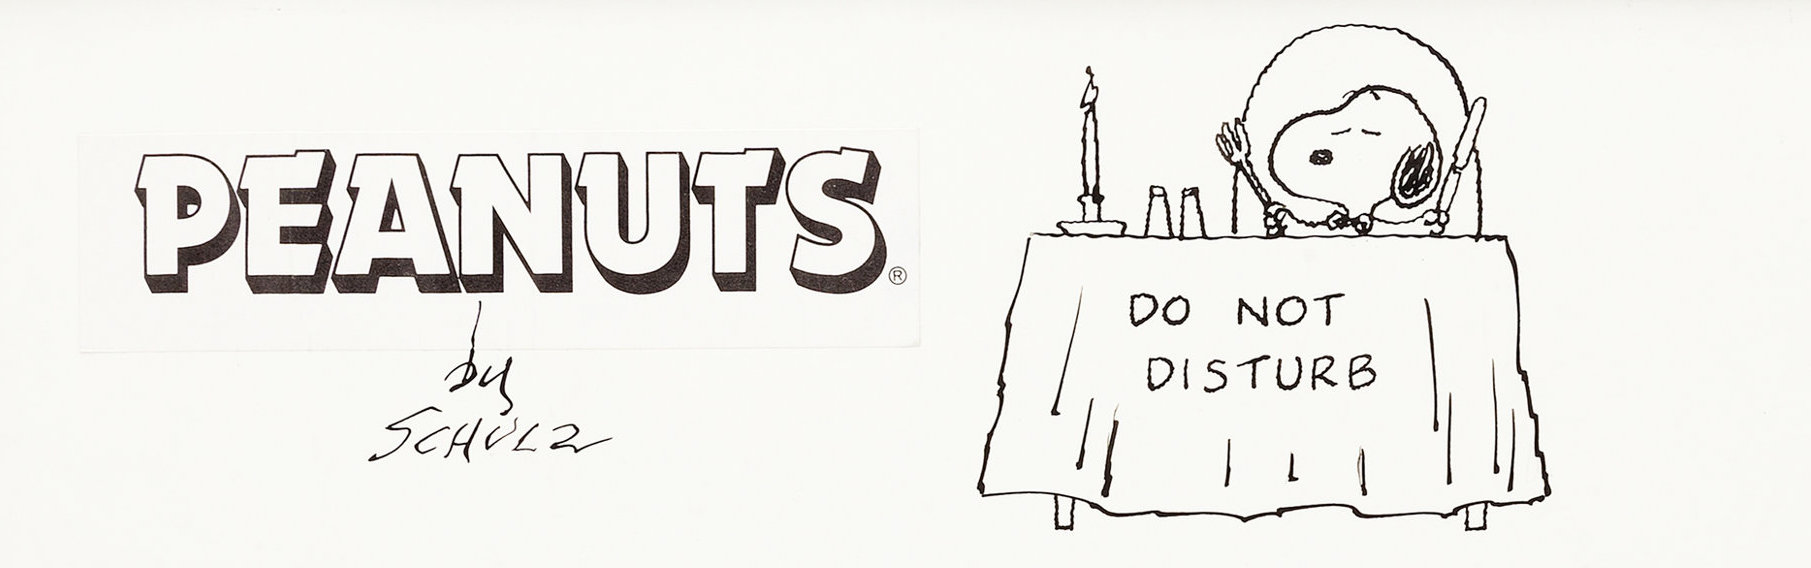 PEANUTS®
by
SCHULZ
DO NOT
DISTURB